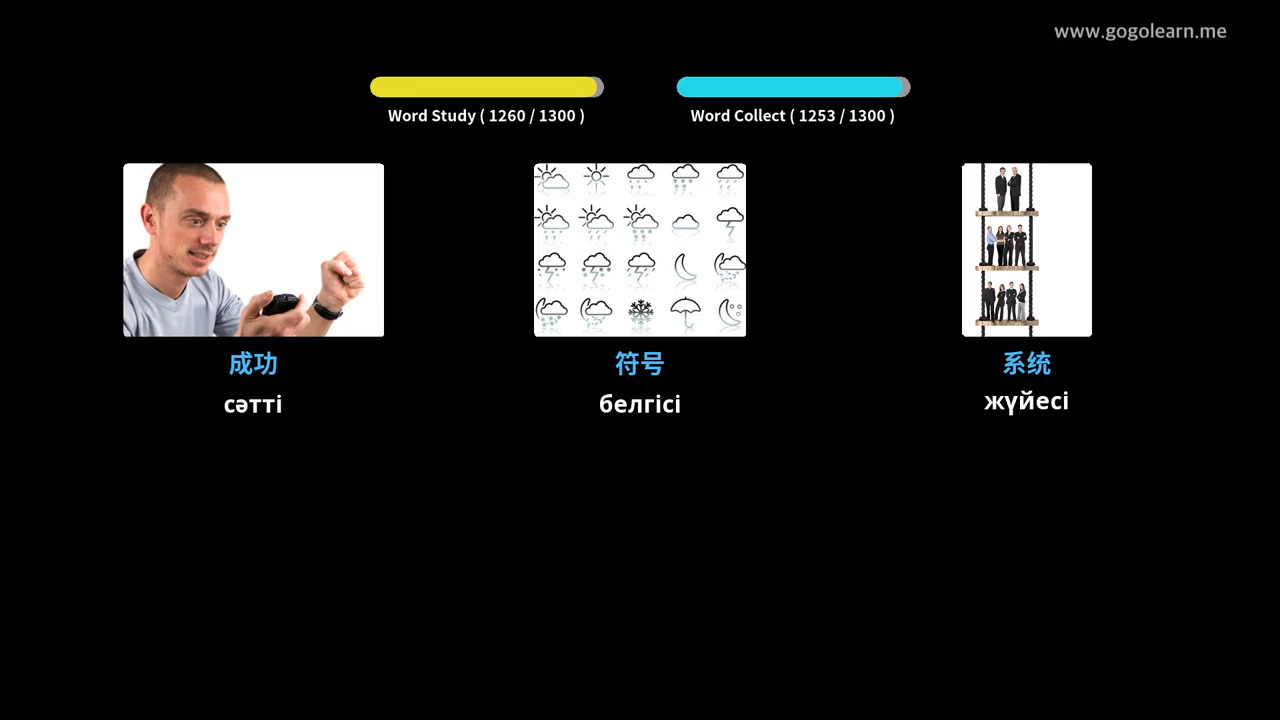 www.gogolearn.me
Word Study ( 1260 / 1300 )
Word Collect ( 1253 / 1300 )
成功
符号
系统
сәтті
белгісі
жүйесі